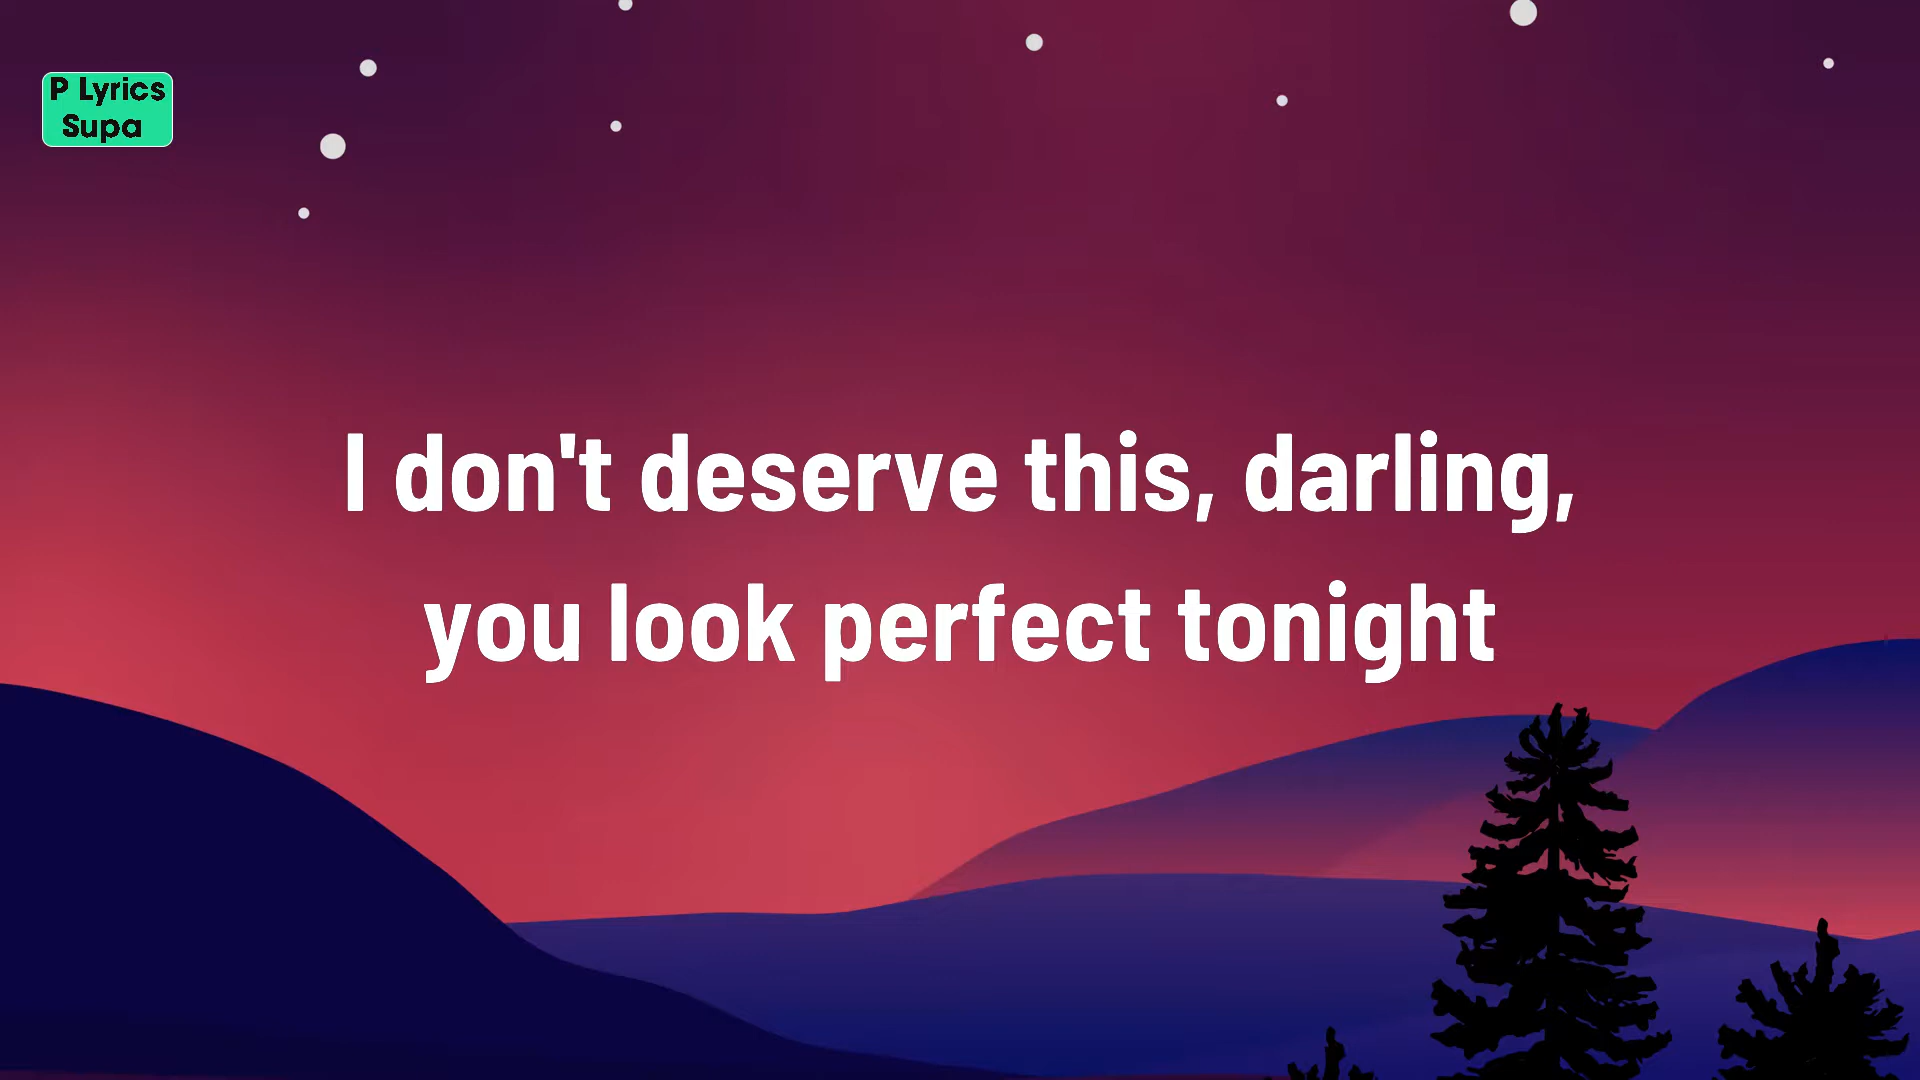 P Lyrics
Supa
I don't deserve this, darling,
you look perfect tonight